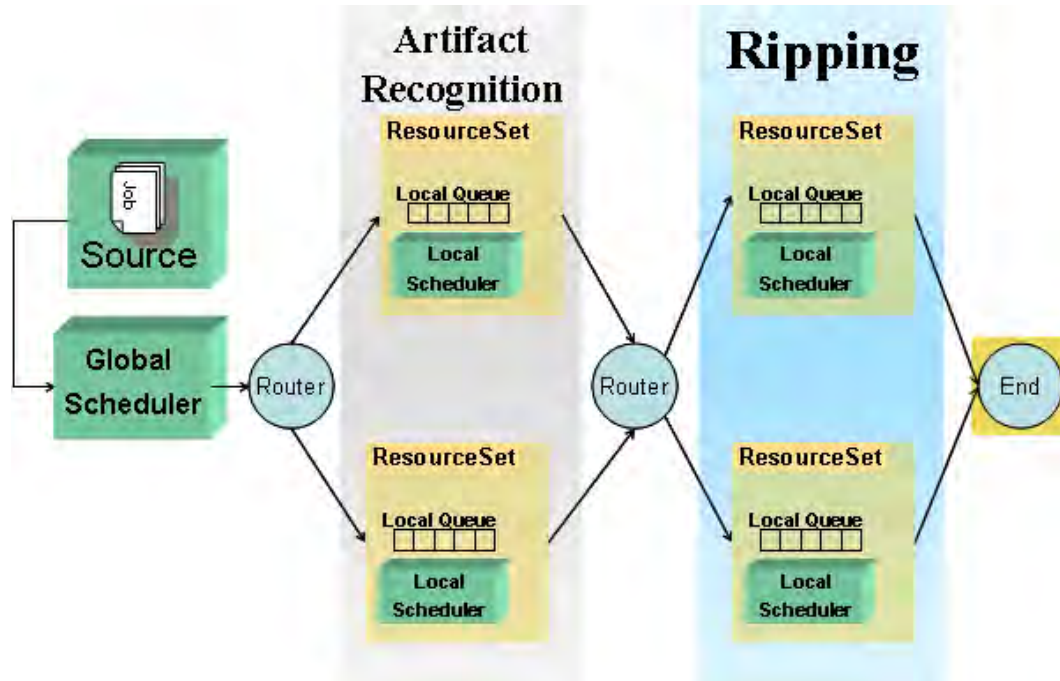 Artifact
Recognition
Ripping
Job
Source
Global
Scheduler
Router
ResourceSet
Local Queue
Local
Scheduler
ResourceSet
Local Queue
Local
Scheduler
Router
ResourceSet
Local Queue
Local
Scheduler
ResourceSet
Local Queue
Local
Scheduler
End